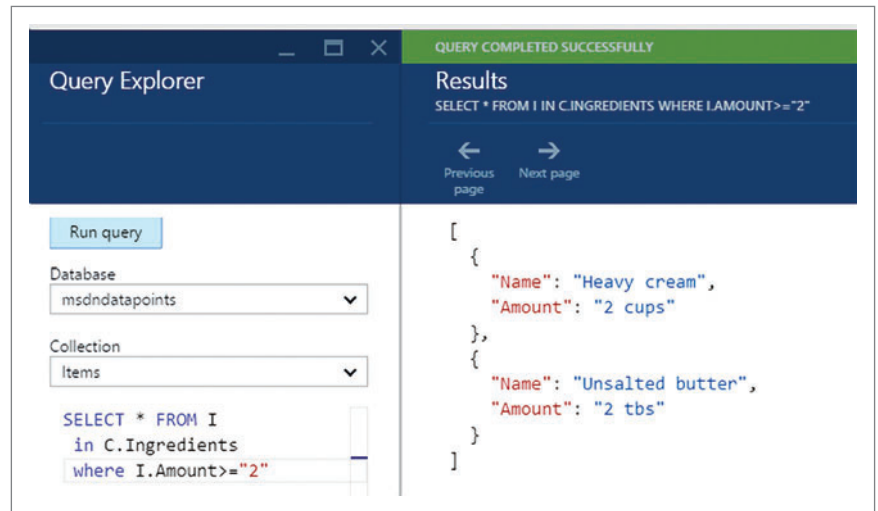 Query Explorer
Run query
Database
msdndatapoints
Collection
Items
SELECT * FROM I
in C.Ingredients
where I.Amount>="2"
QUERY COMPLETED SUCCESSFULLY
Results
SELECT * FROM I IN C.INGREDIENTS WHERE I.AMOUNT>="2"
Previous page
Next page
[
{
"Name": "Heavy cream",
"Amount": "2 cups"
},
{
"Name": "Unsalted butter",
"Amount": "2 tbs"
}
]